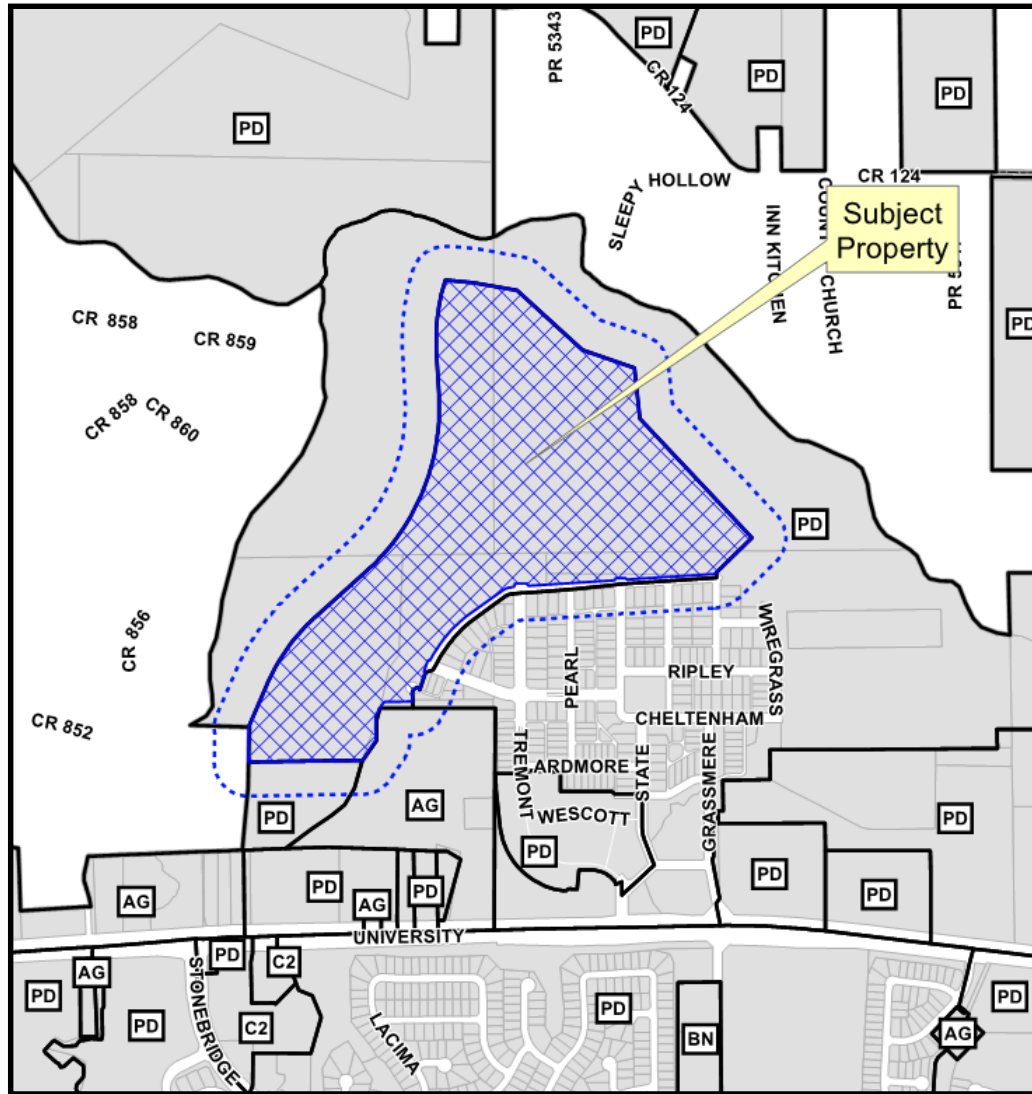 PD
PR 5343
CR 124
PD
PD
PD
SLEEPY
HOLLOW
CR 124
INN KITCHEN
CHURCH
Subject
Property
CR 858
CR 859
PD
CR 858
CR 860
PD
CR 856
WIREGRASS
PEARL
RIPLEY
CR 852
CHELTENHAM
TREMONT
ARDMORE
STATE
GRASSMERE
PD
AG
WESCOTT
PD
PD
PD
PD
PD
AG
PD
AG
PD
UNIVERSITY
PD
AG
PD
STONEBRIDGE
PD
C2
C2
LACIMA
PD
BN
AG
PD